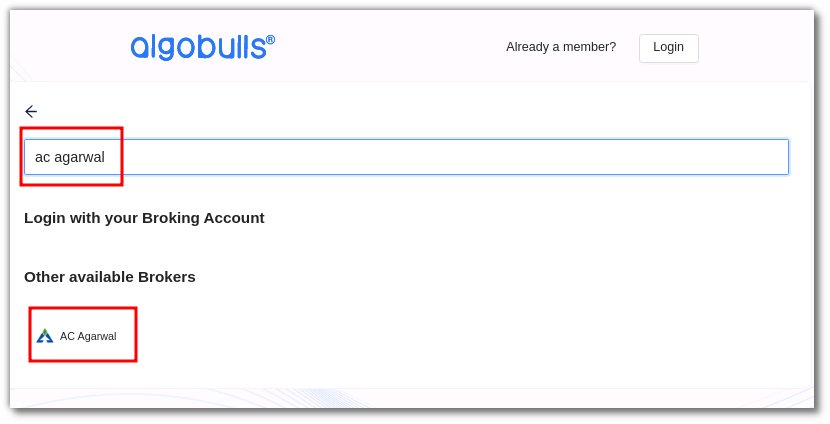 algobulls®
Already a member?
Login
ac agarwal
Login with your Broking Account
Other available Brokers
AC Agarwal